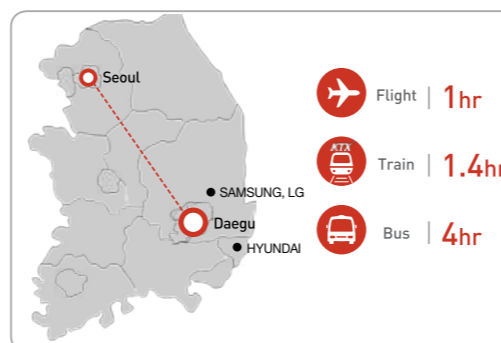 Seoul
SAMSUNG, LG
Daegu
HYUNDAI
Flight | 1hr
KTX
Train | 1.4hr
Bus | 4hr